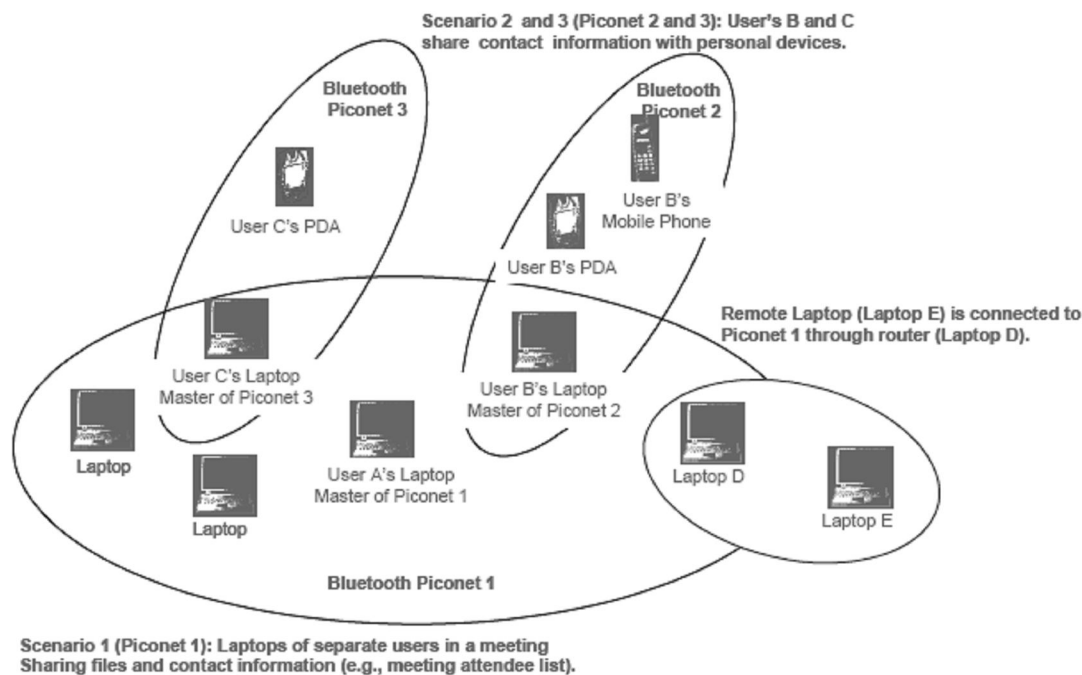 Scenario 2 and 3 (Piconet 2 and 3): User's B and C
share contact information with personal devices.
Bluetooth
Piconet 3
Bluetooth
Piconet 2
User C's PDA
User B's
Mobile Phone
User B's PDA
Remote Laptop (Laptop E) is connected to
Piconet 1 through router (Laptop D).
User C's Laptop
Master of Piconet 3
User B's Laptop
Master of Piconet 2
Laptop
User A's Laptop
Master of Piconet 1
Laptop D
Laptop
Laptop E
Bluetooth Piconet 1
Scenario 1 (Piconet 1): Laptops of separate users in a meeting
Sharing files and contact information (e.g., meeting attendee list).